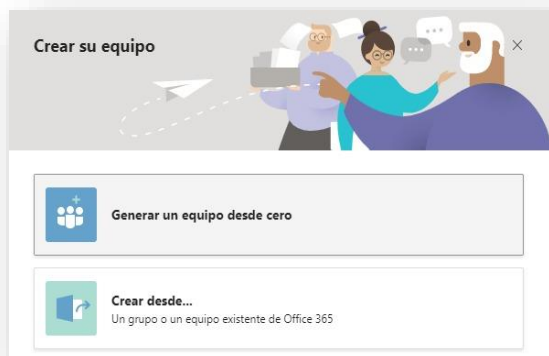 Crear su equipo
Generar un equipo desde cero
Crear desde...
Un grupo o un equipo existente de Office 365